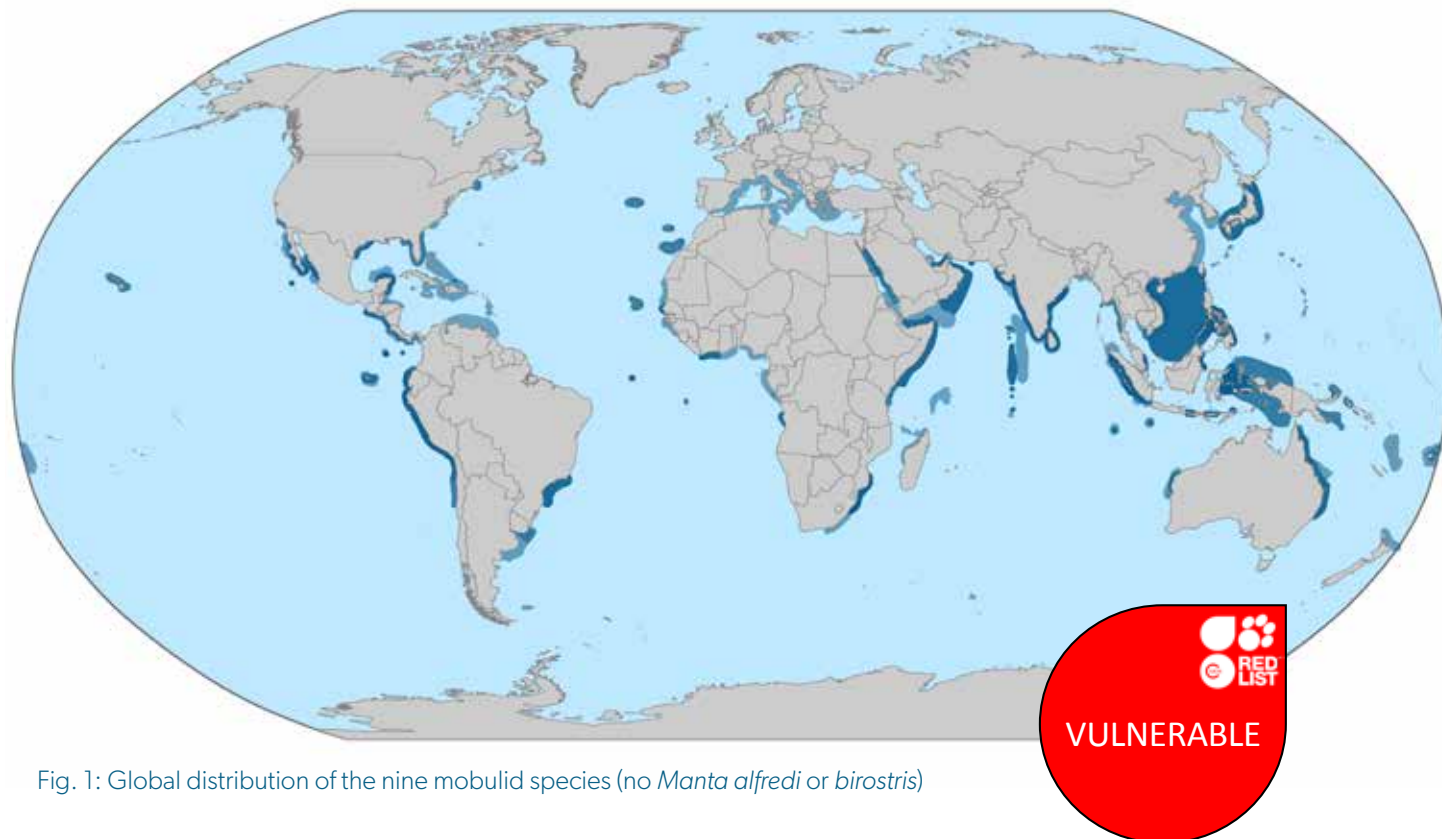 RED
LIST
VULNERABLE
Fig. 1: Global distribution of the nine mobulid species (no Manta alfredi or birostris)